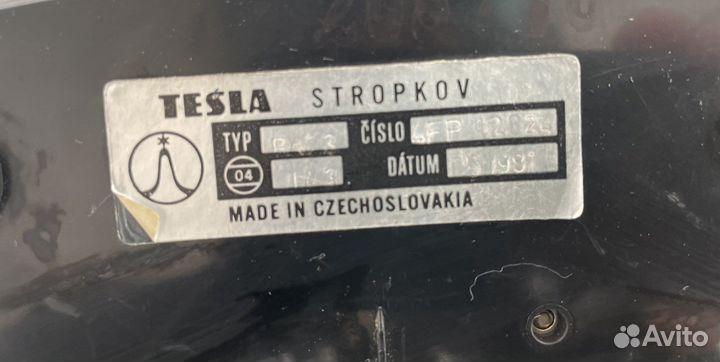 TESLA STROPKOV
TYP ČÍSLO
04 DÁTUM
MADE IN CZECHOSLOVAKIA
Avito